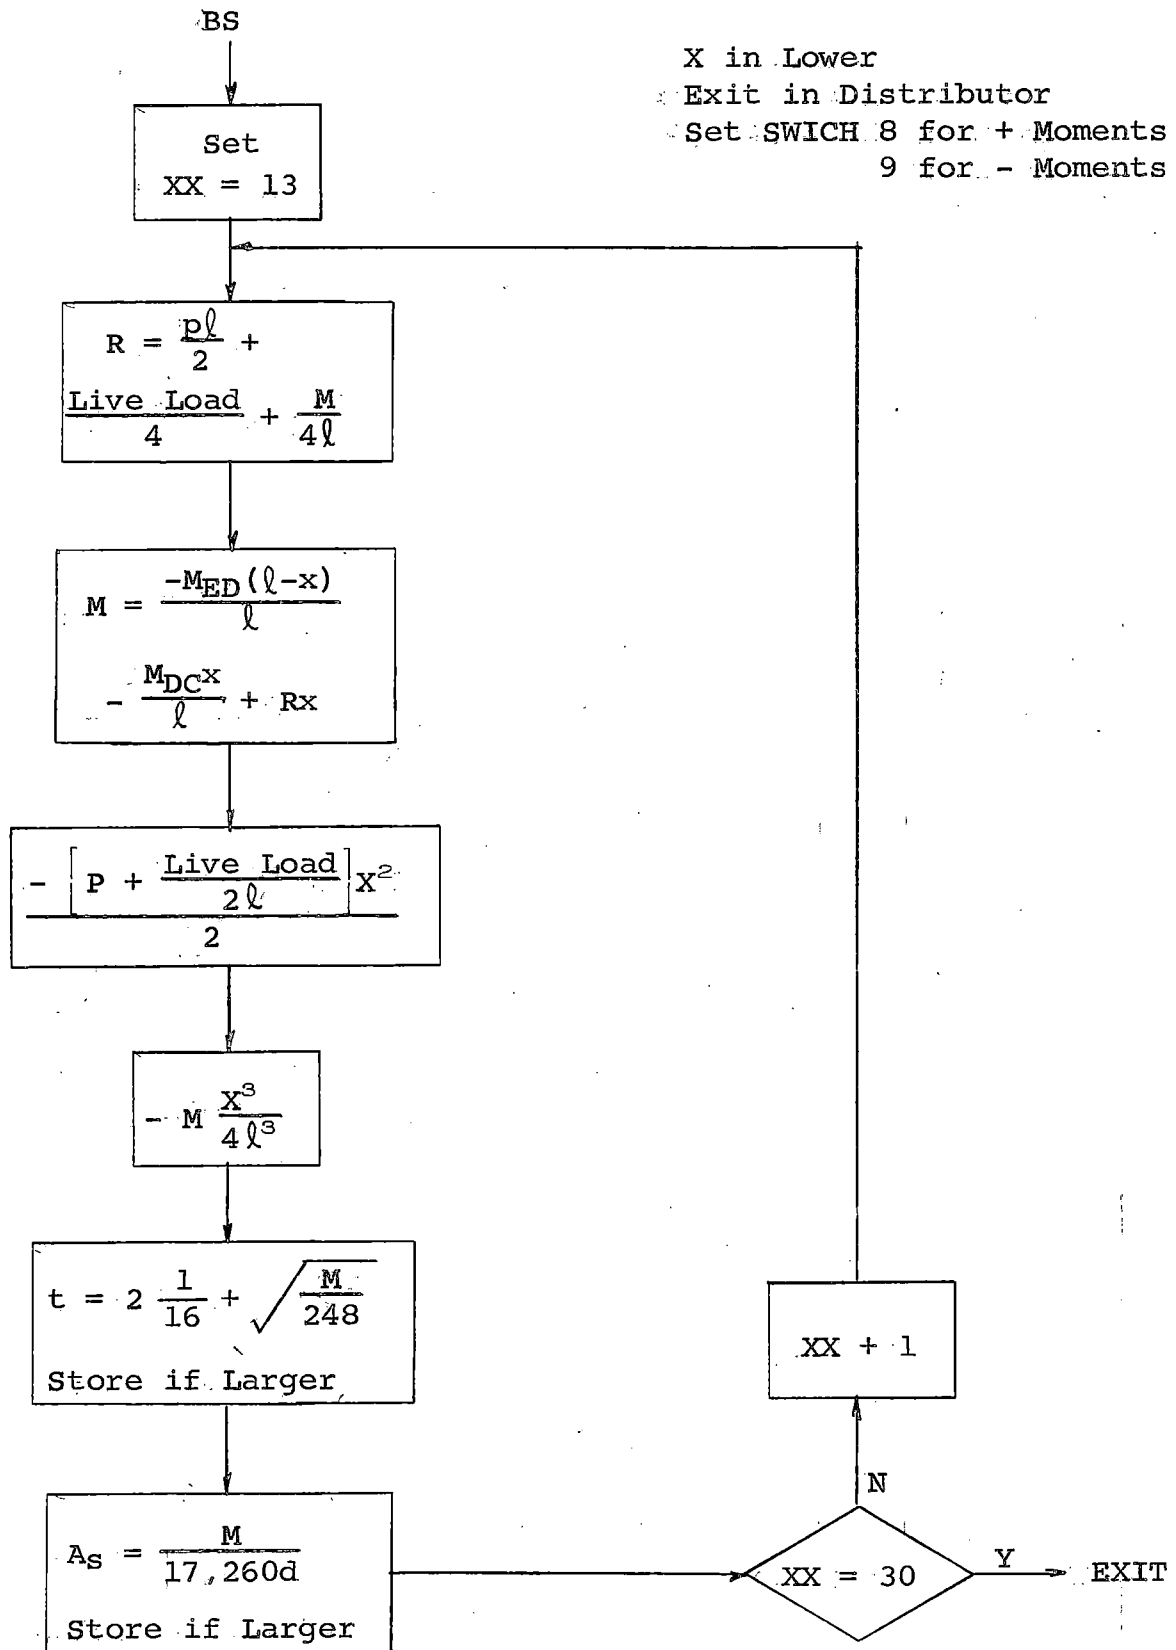 BS
X in Lower
Exit in Distributor
Set SWICH 8 for + Moments
9 for - Moments
Set
XX = 13
R = pℓ/2 +
Live Load/4 + M/4ℓ
M = -M_ED(ℓ-x)/ℓ
- M_DC x/ℓ + Rx
- [P + Live Load/2ℓ]X²/2
- M X³/4ℓ³
t = 2 1/16 + √(M/248)
Store if Larger
XX + 1
N
A_S = M/17,260d
Store if Larger
XX = 30
Y
EXIT